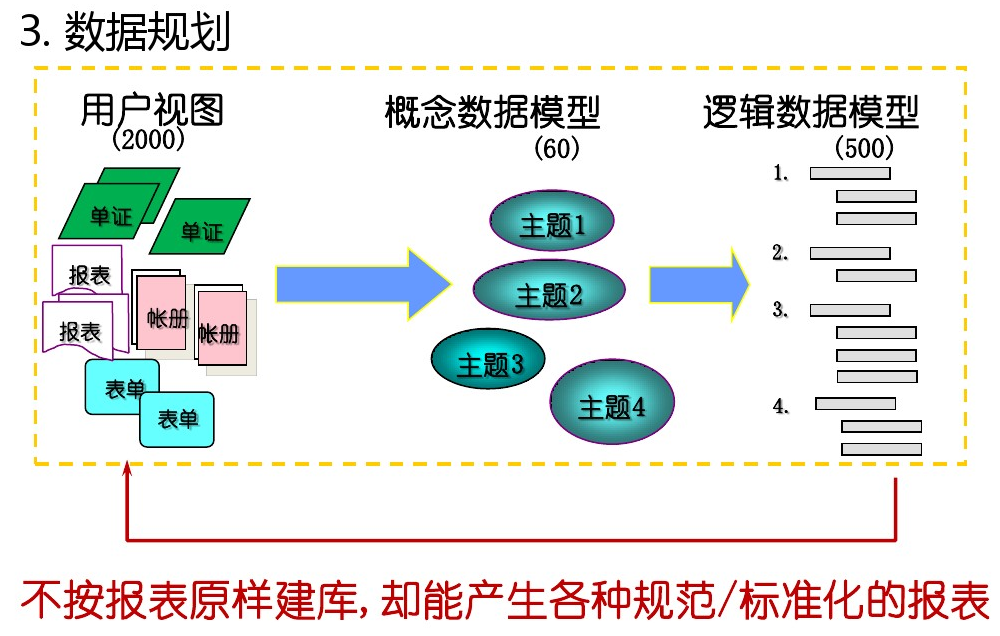 3. 数据规划
用户视图
(2000)
概念数据模型
(60)
逻辑数据模型
(500)
单证
单证
报表
报表
帐册
帐册
表单
表单
主题1
主题2
主题3
主题4
1.
2.
3.
4.
不按报表原样建库,却能产生各种规范/标准化的报表